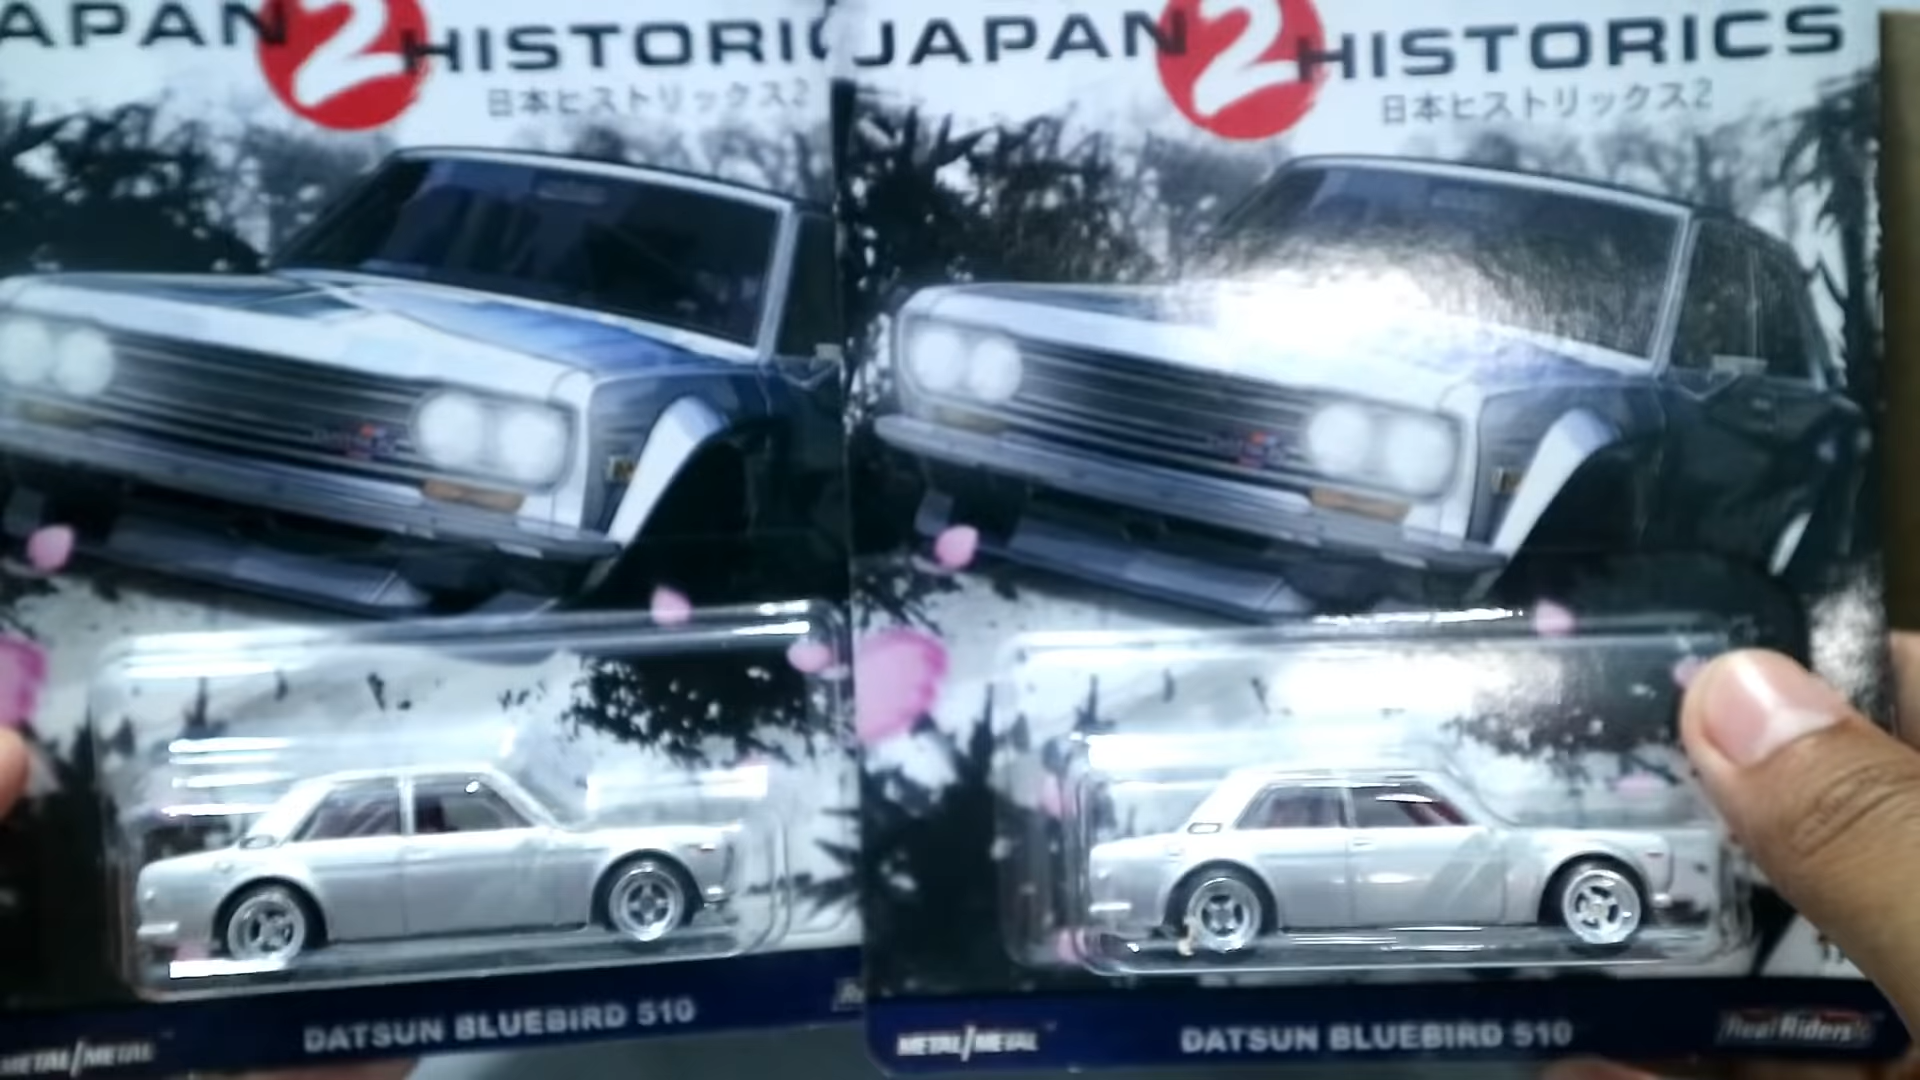 APAN 2 HISTORIC
日本ヒストリックス2
JAPAN 2 HISTORICS
日本ヒストリックス2
DATSUN BLUEBIRD 510
METAL/METAL
METAL/METAL
DATSUN BLUEBIRD 510
Real Riders